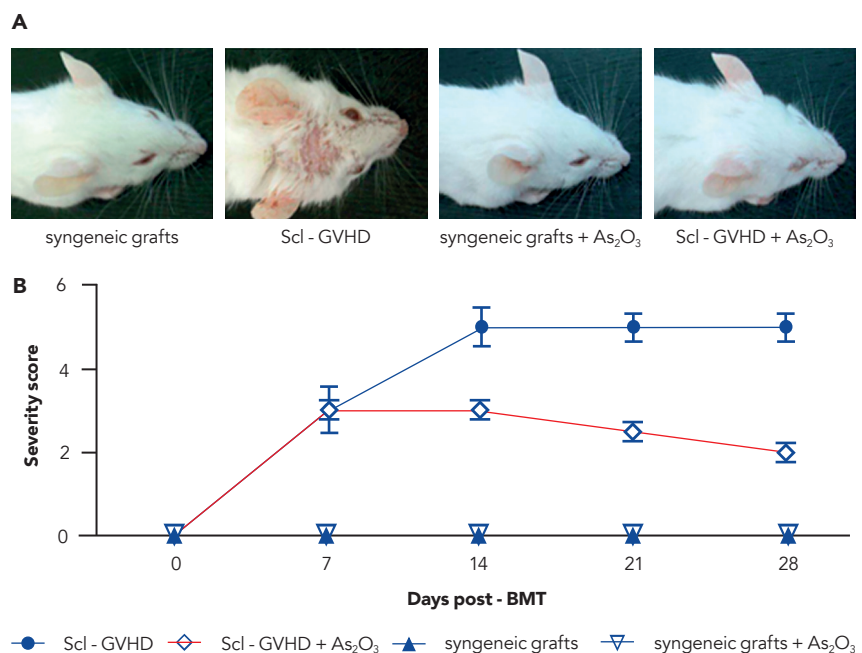 A
syngeneic grafts
Scl - GVHD
syngeneic grafts + As₂O₃
Scl - GVHD + As₂O₃
B
6
4
2
0
Severity score
0 7 14 21 28
Days post - BMT
Scl - GVHD Scl - GVHD + As₂O₃ syngeneic grafts syngeneic grafts + As₂O₃